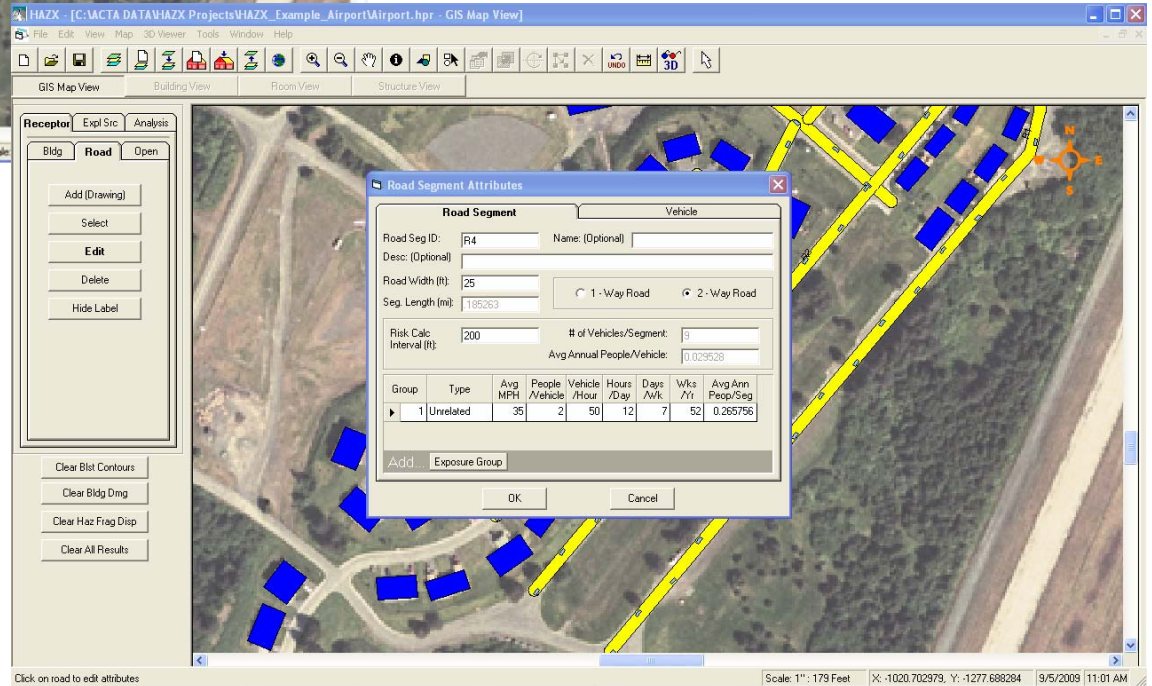 HAZX - [C:\ACTA DATA\HAZX Projects\HAZX_Example_Airport\Airport.hpr - GIS Map View]
File Edit View Map 3D Viewer Tools Window Help
UNDO 3D
GIS Map View Building View Room View Structure View
Receptor Expl Src Analysis
Bldg Road Open
Add (Drawing)
Select
Edit
Delete
Hide Label
Clear Blst Contours
Clear Bldg Dmg
Clear Haz Frag Disp
Clear All Results
N
W E
S
Road Segment Attributes
Road Segment Vehicle
Road Seg ID: R4 Name: (Optional)
Desc: (Optional)
Road Width (ft): 25 1 - Way Road 2 - Way Road
Seg. Length (mi): .185263
Risk Calc Interval (ft): 200 # of Vehicles/Segment: 9
Avg Annual People/Vehicle: 0.029528
Group Type Avg MPH People /Vehicle Vehicle /Hour Hours /Day Days /Wk Wks /Yr Avg Ann Peop/Seg
1 Unrelated 35 2 50 12 7 52 0.265756
Add... Exposure Group
OK Cancel
Click on road to edit attributes Scale: 1" : 179 Feet X: -1020.702979, Y: -1277.688284 9/5/2009 11:01 AM